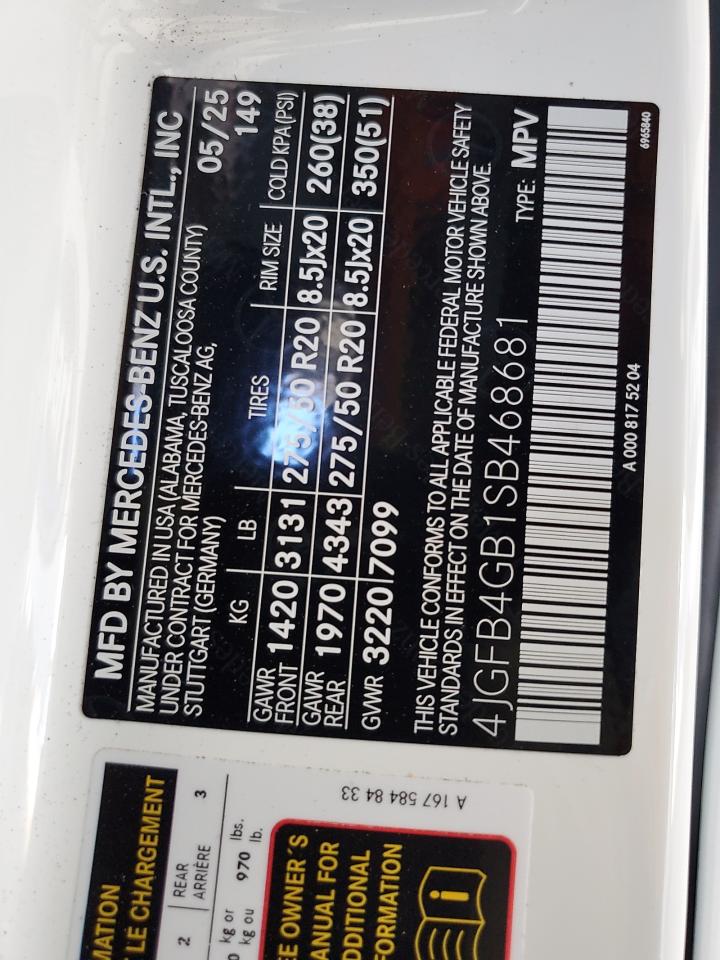 MFD BY MERCEDES-BENZ U.S. INTL., INC
MANUFACTURED IN USA (ALABAMA, TUSCALOOSA COUNTY) 05/25
UNDER CONTRACT FOR MERCEDES-BENZ AG, 149
STUTTGART (GERMANY)
KG LB TIRES RIM SIZE COLD KPA(PSI)
GAWR FRONT 1420 3131 275/50 R20 8.5Jx20 260(38)
GAWR REAR 1970 4343 275/50 R20 8.5Jx20 350(51)
GVWR 3220 7099
THIS VEHICLE CONFORMS TO ALL APPLICABLE FEDERAL MOTOR VEHICLE SAFETY
STANDARDS IN EFFECT ON THE DATE OF MANUFACTURE SHOWN ABOVE.
4JGFB4GB1SB468681 TYPE: MPV
A 000 817 52 04 6965840
LE CHARGEMENT
2 REAR 3
ARRIÈRE
kg or 970 lbs.
kg ou lb.
OWNER´S
FOR
A 167 584 84 33